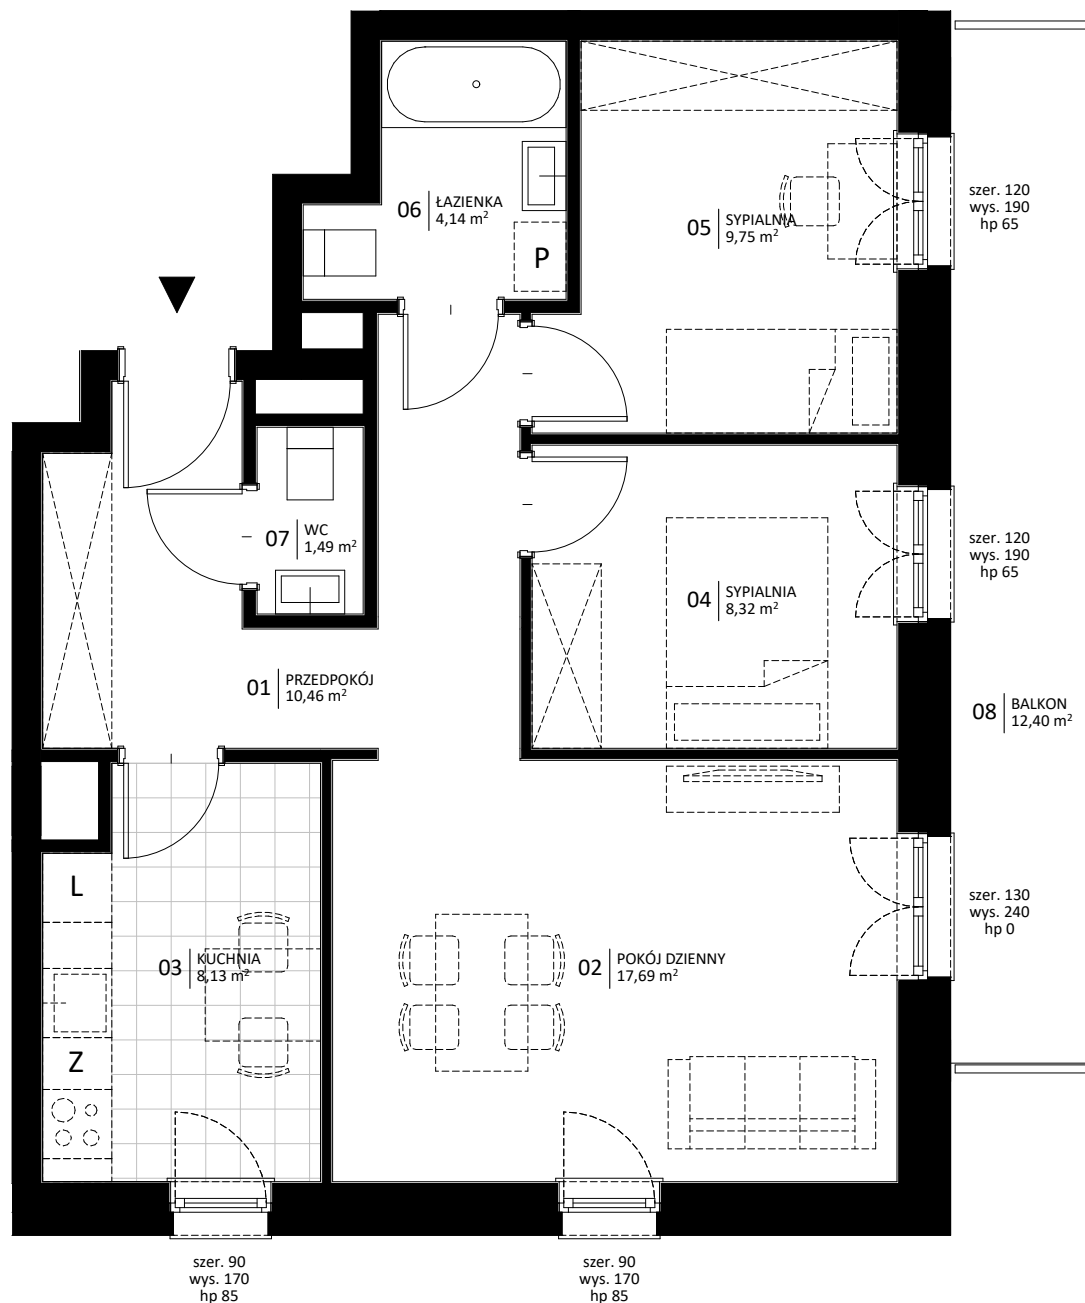 06
ŁAZIENKA
4,14 m²
P
05
SYPIALNIA
9,75 m²
szer. 120
wys. 190
hp 65
07
WC
1,49 m²
04
SYPIALNIA
8,32 m²
szer. 120
wys. 190
hp 65
01
PRZEDPOKÓJ
10,46 m²
08
BALKON
12,40 m²
L
03
KUCHNIA
8,13 m²
02
POKÓJ DZIENNY
17,69 m²
szer. 130
wys. 240
hp 0
Z
szer. 90
wys. 170
hp 85
szer. 90
wys. 170
hp 85